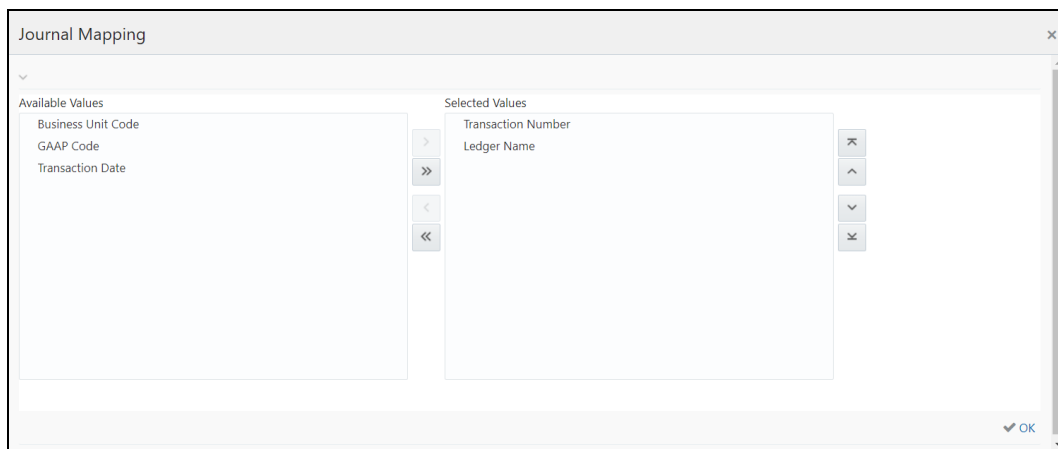 Journal Mapping
Available Values
Selected Values
Business Unit Code
GAAP Code
Transaction Date
Transaction Number
Ledger Name
OK